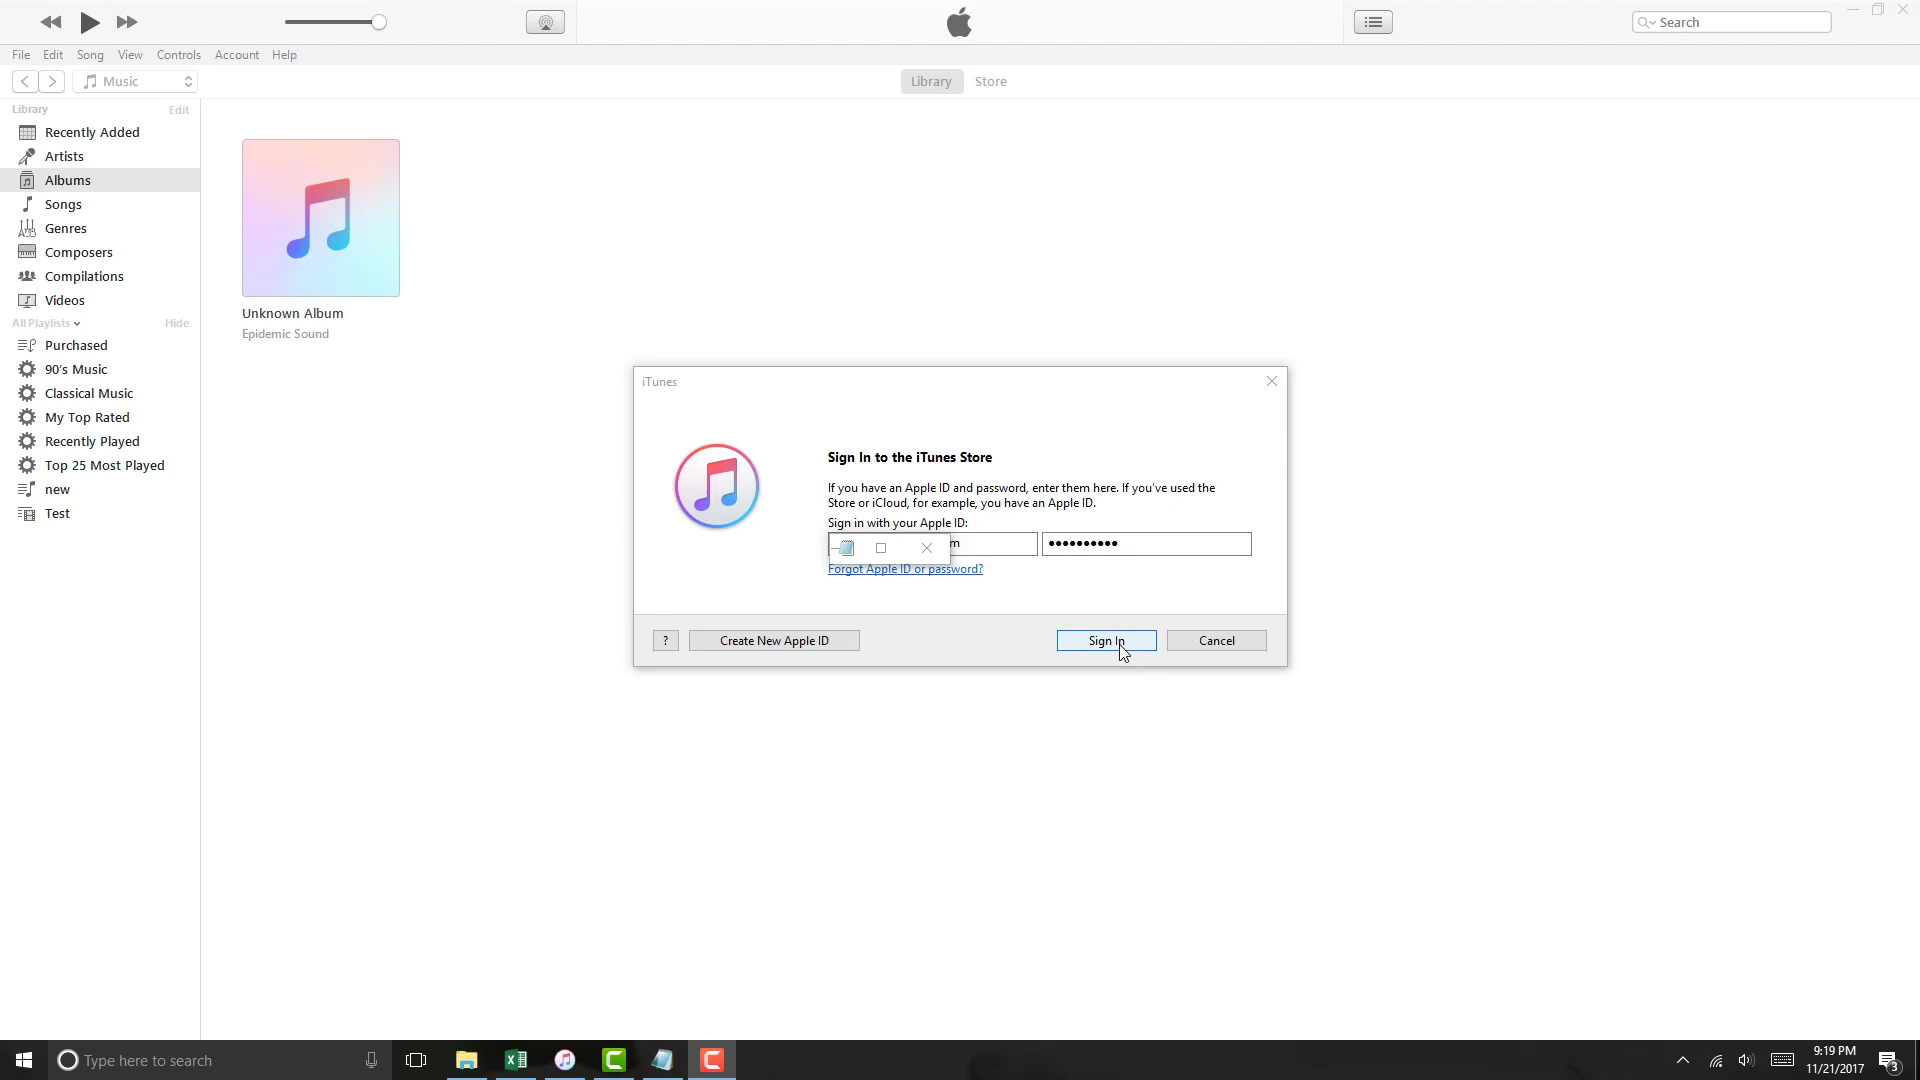 Search
File Edit Song View Controls Account Help
Music
Library Store
Library Edit
Recently Added
Artists
Albums
Songs
Genres
Composers
Compilations
Videos
All Playlists Hide
Purchased
90's Music
Classical Music
My Top Rated
Recently Played
Top 25 Most Played
new
Test
Unknown Album
Epidemic Sound
iTunes
Sign In to the iTunes Store
If you have an Apple ID and password, enter them here. If you've used the
Store or iCloud, for example, you have an Apple ID.
Sign in with your Apple ID:
m ●●●●●●●●●●
Forgot Apple ID or password?
? Create New Apple ID Sign In Cancel
Type here to search
9:19 PM
11/21/2017
3